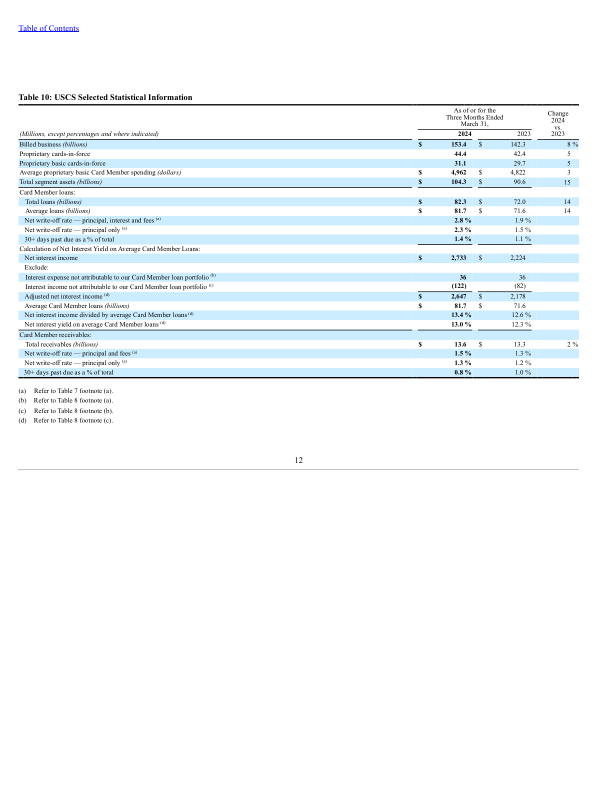 Table of Contents
Table 10: USCS Selected Statistical Information
As of or for the
Three Months Ended
March 31,
Change
2024
vs.
2023
(Millions, except percentages and where indicated) 2024 2023
Billed business (billions) $ 153.4 $ 142.3 8 %
Proprietary cards-in-force 44.4 42.4 5
Proprietary basic cards-in-force 31.1 29.7 5
Average proprietary basic Card Member spending (dollars) $ 4,962 $ 4,822 3
Total segment assets (billions) $ 104.3 $ 90.6 15
Card Member loans:
Total loans (billions) $ 82.3 $ 72.0 14
Average loans (billions) $ 81.7 $ 71.6 14
Net write-off rate — principal, interest and fees (a) 2.8 % 1.9 %
Net write-off rate — principal only (a) 2.3 % 1.5 %
30+ days past due as a % of total 1.4 % 1.1 %
Calculation of Net Interest Yield on Average Card Member Loans:
Net interest income $ 2,733 $ 2,224
Exclude:
Interest expense not attributable to our Card Member loan portfolio (b) 36 36
Interest income not attributable to our Card Member loan portfolio (c) (122) (82)
Adjusted net interest income (d) $ 2,647 $ 2,178
Average Card Member loans (billions) $ 81.7 $ 71.6
Net interest income divided by average Card Member loans (d) 13.4 % 12.6 %
Net interest yield on average Card Member loans (d) 13.0 % 12.3 %
Card Member receivables:
Total receivables (billions) $ 13.6 $ 13.3 2 %
Net write-off rate — principal and fees (a) 1.5 % 1.3 %
Net write-off rate — principal only (a) 1.3 % 1.2 %
30+ days past due as a % of total 0.8 % 1.0 %
(a) Refer to Table 7 footnote (a).
(b) Refer to Table 8 footnote (a).
(c) Refer to Table 8 footnote (b).
(d) Refer to Table 8 footnote (c).
12